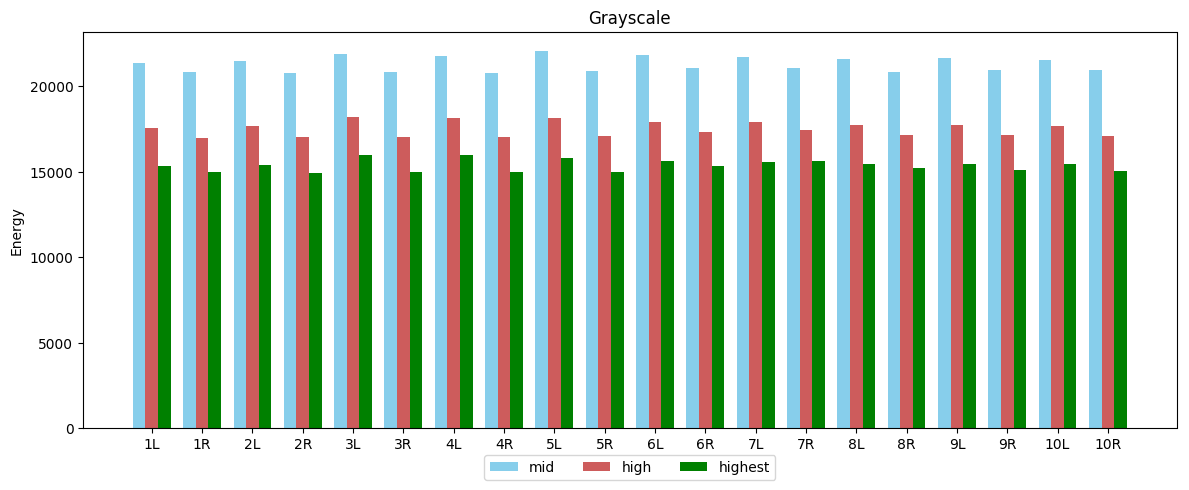 Grayscale
Energy
20000
15000
10000
5000
0
1L 1R 2L 2R 3L 3R 4L 4R 5L 5R 6L 6R 7L 7R 8L 8R 9L 9R 10L 10R
mid high highest